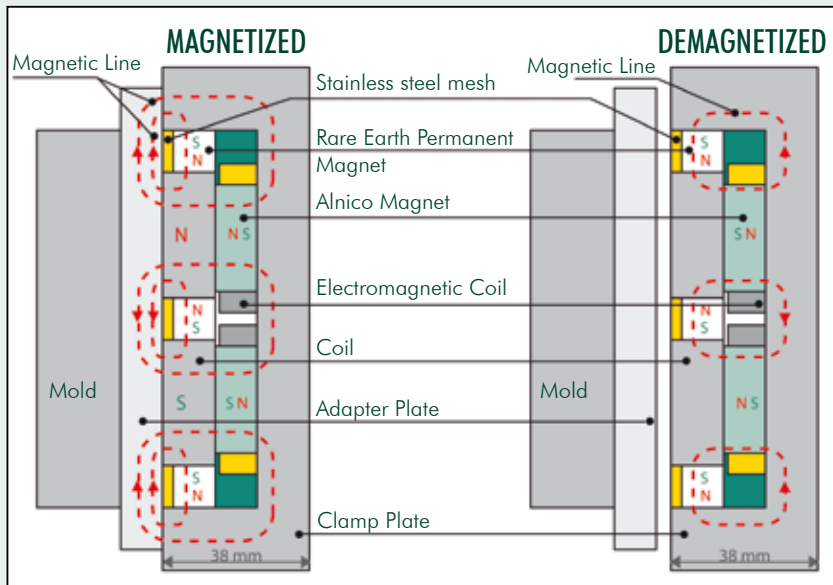 MAGNETIZED
DEMAGNETIZED
Magnetic Line
Magnetic Line
Stainless steel mesh
Rare Earth Permanent
Magnet
Alnico Magnet
Electromagnetic Coil
Coil
Adapter Plate
Clamp Plate
Mold
S
N
N
N S
N
S
S
S N
S
N
38 mm
Mold
S
N
S N
N
S
N S
S
N
38 mm